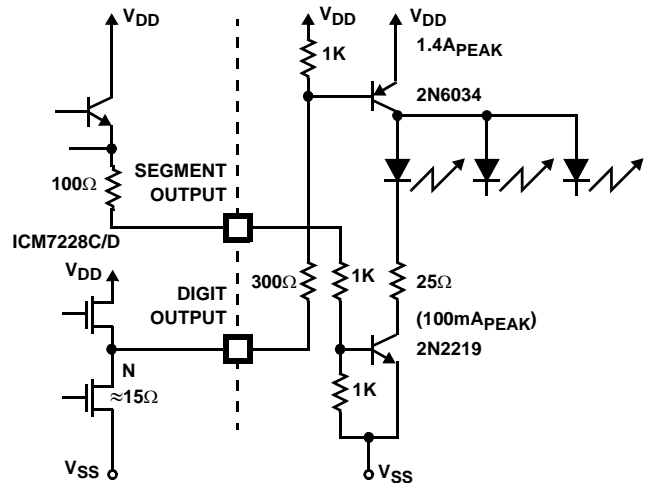 VDD
VDD
VDD
1K
1.4APEAK
2N6034
SEGMENT
OUTPUT
100Ω
ICM7228C/D
VDD
DIGIT
OUTPUT
300Ω
1K
25Ω
(100mAPEAK)
2N2219
N
≈15Ω
1K
VSS
VSS